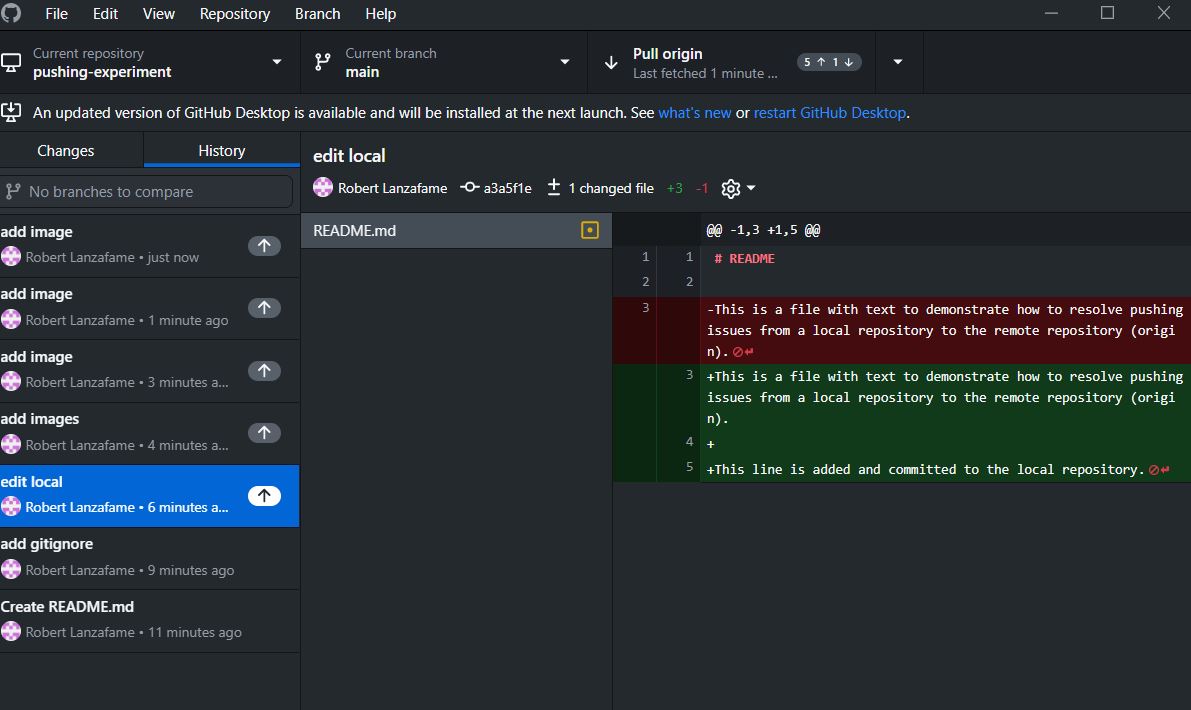 File Edit View Repository Branch Help
Current repository
pushing-experiment
Current branch
main
Pull origin
Last fetched 1 minute ...
5 ↑ 1 ↓
An updated version of GitHub Desktop is available and will be installed at the next launch. See what's new or restart GitHub Desktop.
Changes
History
No branches to compare
add image
Robert Lanzafame • just now
add image
Robert Lanzafame • 1 minute ago
add image
Robert Lanzafame • 3 minutes a...
add images
Robert Lanzafame • 4 minutes a...
edit local
Robert Lanzafame • 6 minutes a...
add gitignore
Robert Lanzafame • 9 minutes ago
Create README.md
Robert Lanzafame • 11 minutes ago
edit local
Robert Lanzafame a3a5f1e 1 changed file +3 -1
README.md
@@ -1,3 +1,5 @@
1 1 # README
2 2
3 -This is a file with text to demonstrate how to resolve pushing
issues from a local repository to the remote repository (origi
n).
3 +This is a file with text to demonstrate how to resolve pushing
issues from a local repository to the remote repository (origi
n).
4 +
5 +This line is added and committed to the local repository.